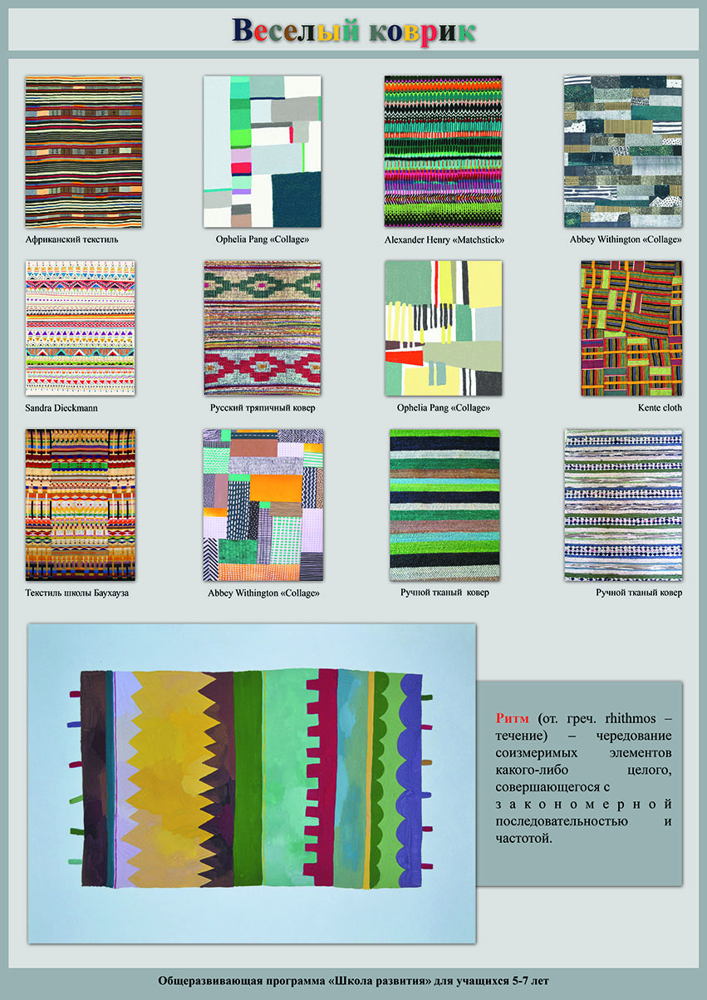 Веселый коврик
Африканский текстиль
Ophelia Pang «Collage»
Alexander Henry «Matchstick»
Abbey Withington «Collage»
Sandra Dieckmann
Русский тряпичный ковер
Ophelia Pang «Collage»
Kente cloth
Текстиль школы Баухауза
Abbey Withington «Collage»
Ручной тканый ковер
Ручной тканый ковер
Ритм (от. греч. rhithmos –
течение) – чередование
соизмеримых элементов
какого-либо целого,
совершающегося с
закономерной
последовательностью и
частотой.
Общеразвивающая программа «Школа развития» для учащихся 5-7 лет